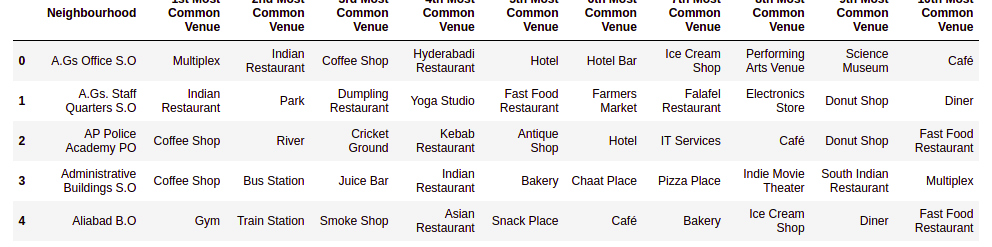 Neighbourhood 1st Most Common Venue 2nd Most Common Venue 3rd Most Common Venue 4th Most Common Venue 5th Most Common Venue 6th Most Common Venue 7th Most Common Venue 8th Most Common Venue 9th Most Common Venue 10th Most Common Venue
0 A.Gs Office S.O Multiplex Indian Restaurant Coffee Shop Hyderabadi Restaurant Hotel Hotel Bar Ice Cream Shop Performing Arts Venue Science Museum Café
1 A.Gs. Staff Quarters S.O Indian Restaurant Park Dumpling Restaurant Yoga Studio Fast Food Restaurant Farmers Market Falafel Restaurant Electronics Store Donut Shop Diner
2 AP Police Academy PO Coffee Shop River Cricket Ground Kebab Restaurant Antique Shop Hotel IT Services Café Donut Shop Fast Food Restaurant
3 Administrative Buildings S.O Coffee Shop Bus Station Juice Bar Indian Restaurant Bakery Chaat Place Pizza Place Indie Movie Theater South Indian Restaurant Multiplex
4 Aliabad B.O Gym Train Station Smoke Shop Asian Restaurant Snack Place Café Bakery Ice Cream Shop Diner Fast Food Restaurant